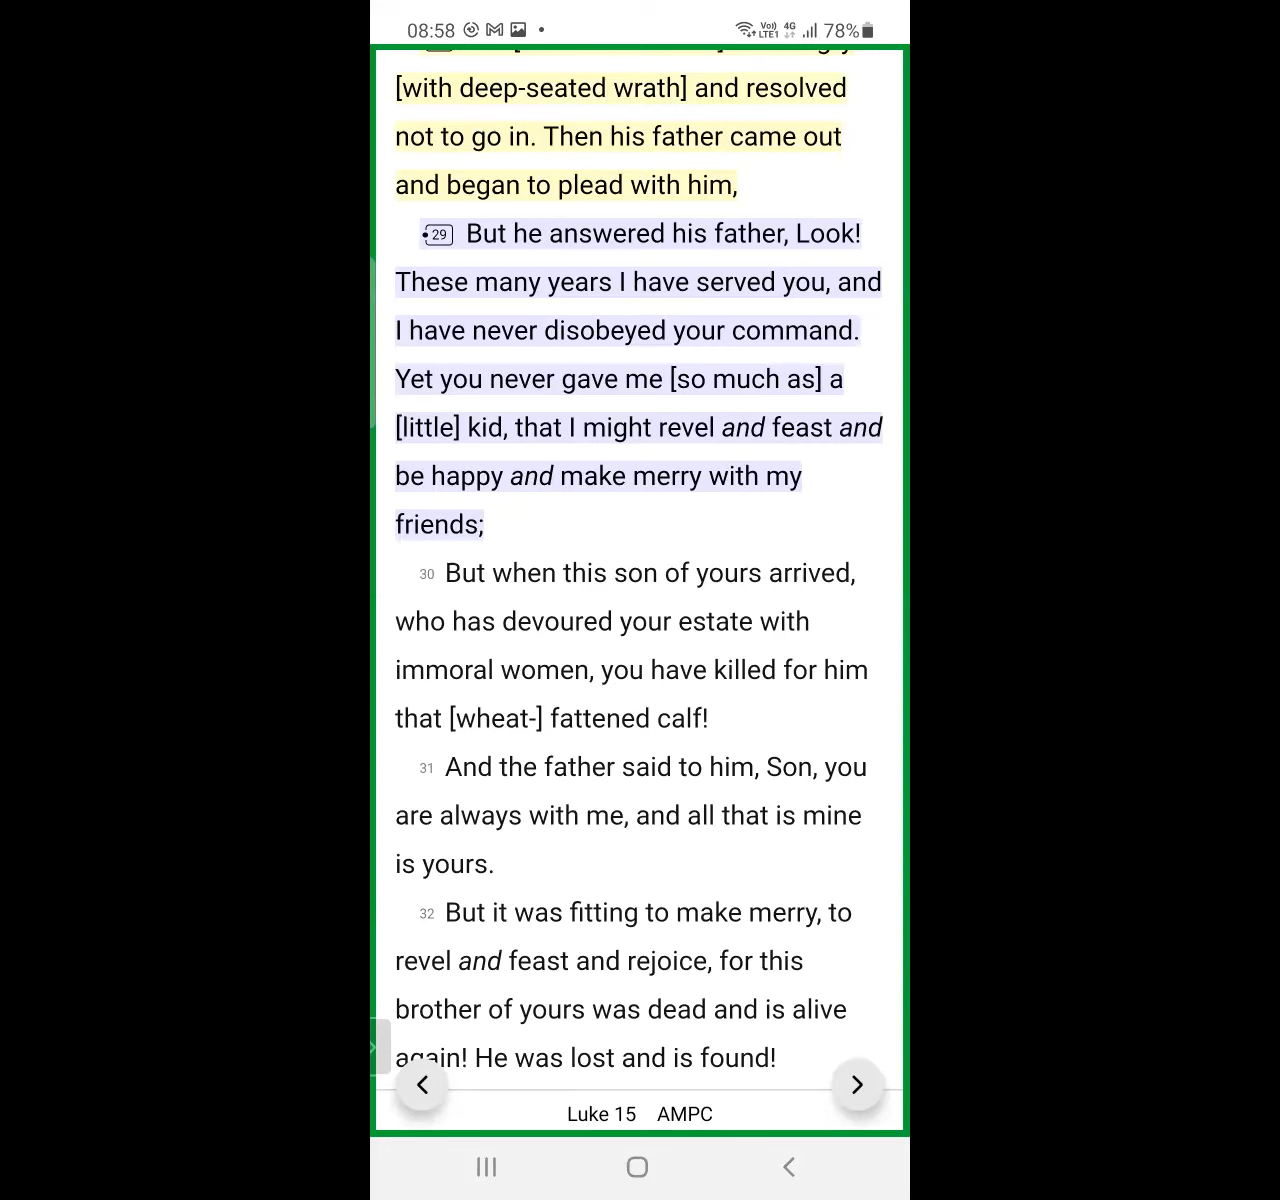 08:58 VoLTE1 4G 78%
[with deep-seated wrath] and resolved
not to go in. Then his father came out
and began to plead with him,
29 But he answered his father, Look!
These many years I have served you, and
I have never disobeyed your command.
Yet you never gave me [so much as] a
[little] kid, that I might revel and feast and
be happy and make merry with my
friends;
30 But when this son of yours arrived,
who has devoured your estate with
immoral women, you have killed for him
that [wheat-] fattened calf!
31 And the father said to him, Son, you
are always with me, and all that is mine
is yours.
32 But it was fitting to make merry, to
revel and feast and rejoice, for this
brother of yours was dead and is alive
again! He was lost and is found!
Luke 15 AMPC